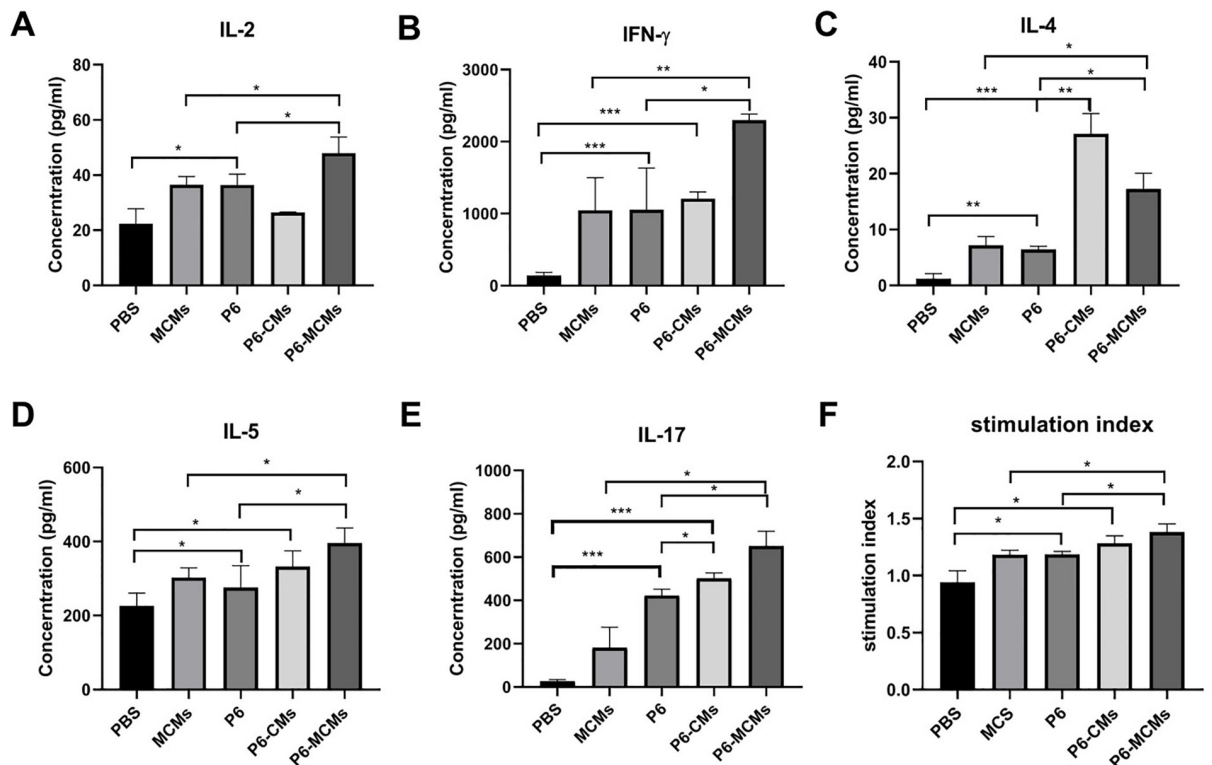 A
IL-2
Concerntration (pg/ml)
80
60
40
20
0
*
*
*
PBS
MCMs
P6
P6-CMs
P6-MCMs
B
IFN-γ
Concerntration (pg/ml)
3000
2000
1000
0
**
*
***
***
PBS
MCMs
P6
P6-CMs
P6-MCMs
C
IL-4
Concerntration (pg/ml)
40
30
20
10
0
*
*
***
**
**
PBS
MCMs
P6
P6-CMs
P6-MCMs
D
IL-5
Concerntration (pg/ml)
600
400
200
0
*
*
*
*
PBS
MCMs
P6
P6-CMs
P6-MCMs
E
IL-17
Concerntration (pg/ml)
1000
800
600
400
200
0
*
*
***
*
***
PBS
MCMs
P6
P6-CMs
P6-MCMs
F
stimulation index
stimulation index
2.0
1.5
1.0
0.5
0.0
*
*
*
*
PBS
MCS
P6
P6-CMs
P6-MCMs